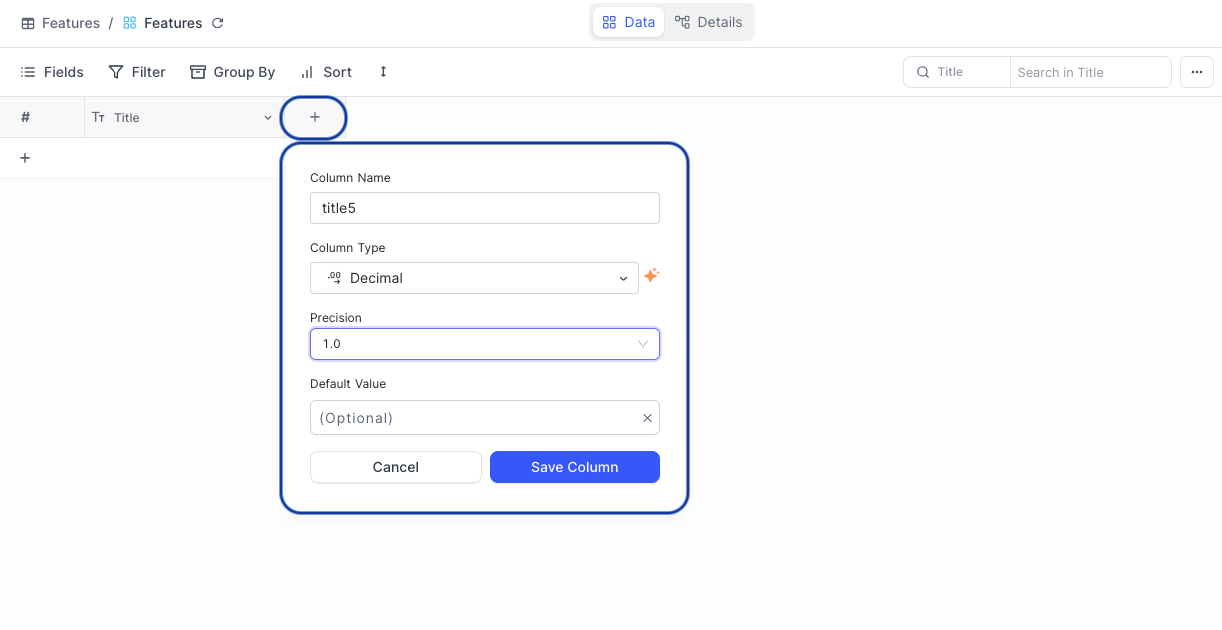 Features / Features
Data Details
Fields Filter Group By Sort
Title Search in Title
# Title
Column Name
title5
Column Type
.00 Decimal
Precision
1.0
Default Value
(Optional)
Cancel Save Column